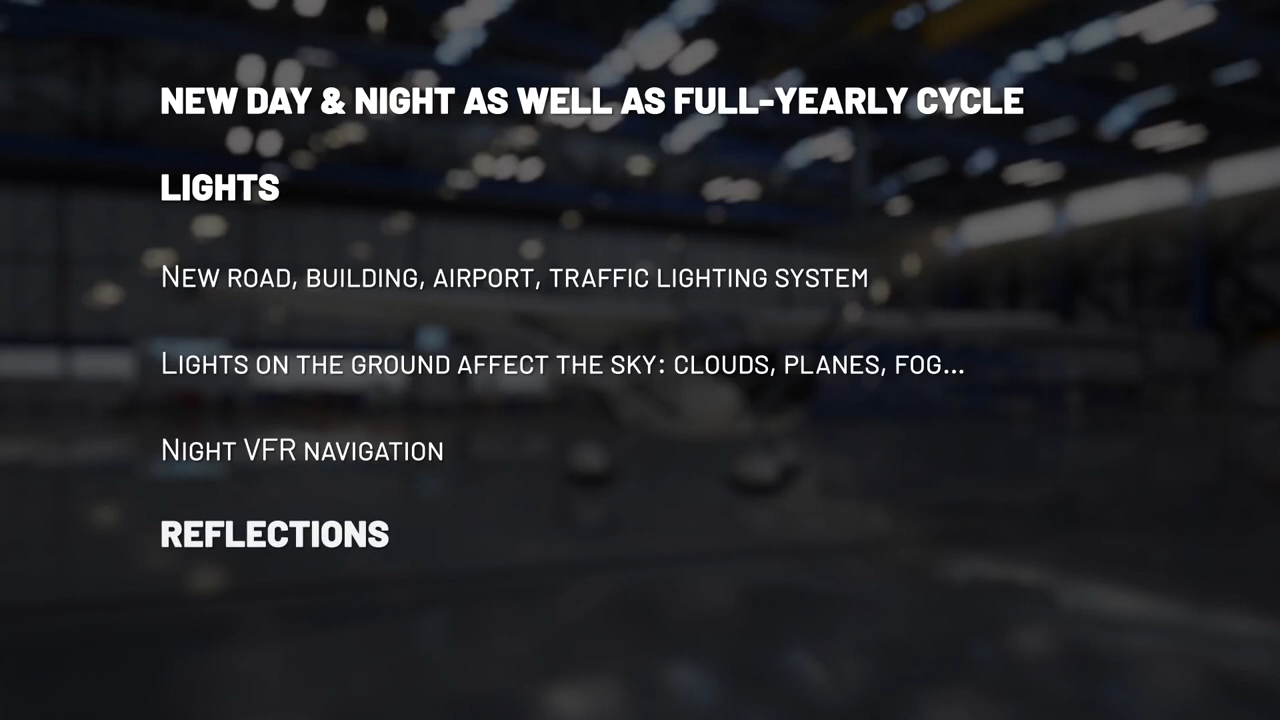 NEW DAY & NIGHT AS WELL AS FULL-YEARLY CYCLE
LIGHTS
NEW ROAD, BUILDING, AIRPORT, TRAFFIC LIGHTING SYSTEM
LIGHTS ON THE GROUND AFFECT THE SKY: CLOUDS, PLANES, FOG...
NIGHT VFR NAVIGATION
REFLECTIONS